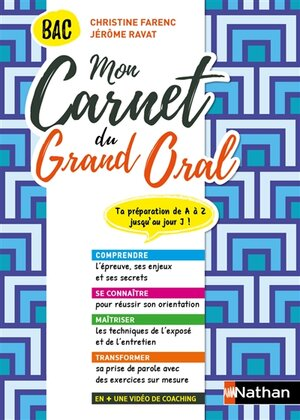 BAC
CHRISTINE FARENC
JÉRÔME RAVAT
Mon
Carnet
du
Grand Oral
Ta préparation de A à Z
jusqu'au jour J !
COMPRENDRE
l'épreuve, ses enjeux
et ses secrets
SE CONNAÎTRE
pour réussir son orientation
MAÎTRISER
les techniques de l'exposé
et de l'entretien
TRANSFORMER
sa prise de parole avec
des exercices sur mesure
EN + UNE VIDÉO DE COACHING
Nathan